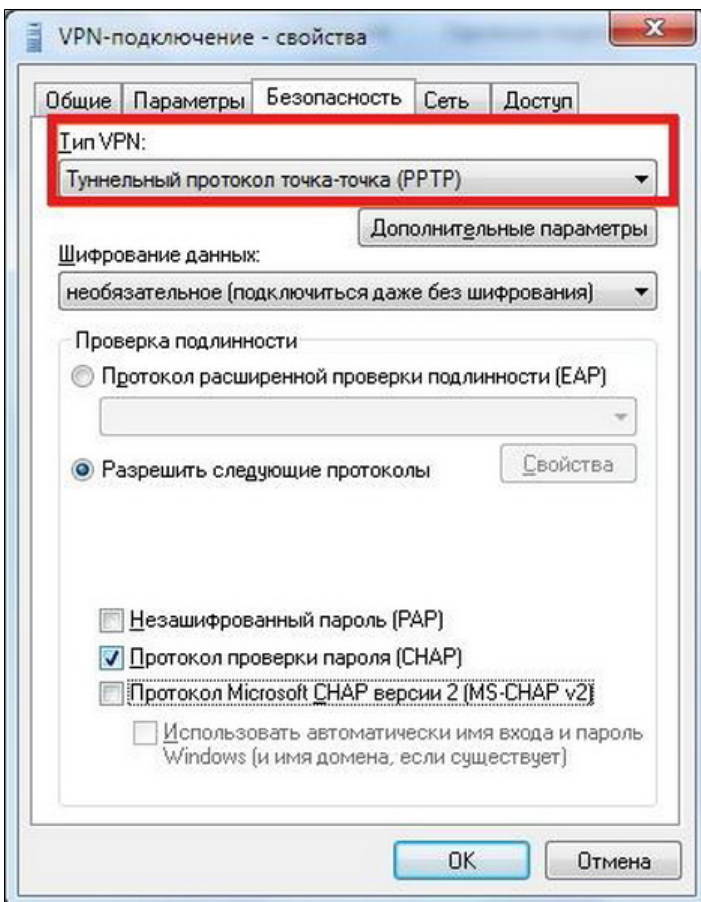 VPN-подключение - свойства
Общие Параметры Безопасность Сеть Доступ
Тип VPN:
Туннельный протокол точка-точка (PPTP)
Дополнительные параметры
Шифрование данных:
необязательное (подключиться даже без шифрования)
Проверка подлинности
Протокол расширенной проверки подлинности (EAP)
Разрешить следующие протоколы
Свойства
Незашифрованный пароль (PAP)
Протокол проверки пароля (CHAP)
Протокол Microsoft CHAP версии 2 (MS-CHAP v2)
Использовать автоматически имя входа и пароль
Windows (и имя домена, если существует)
OK Отмена